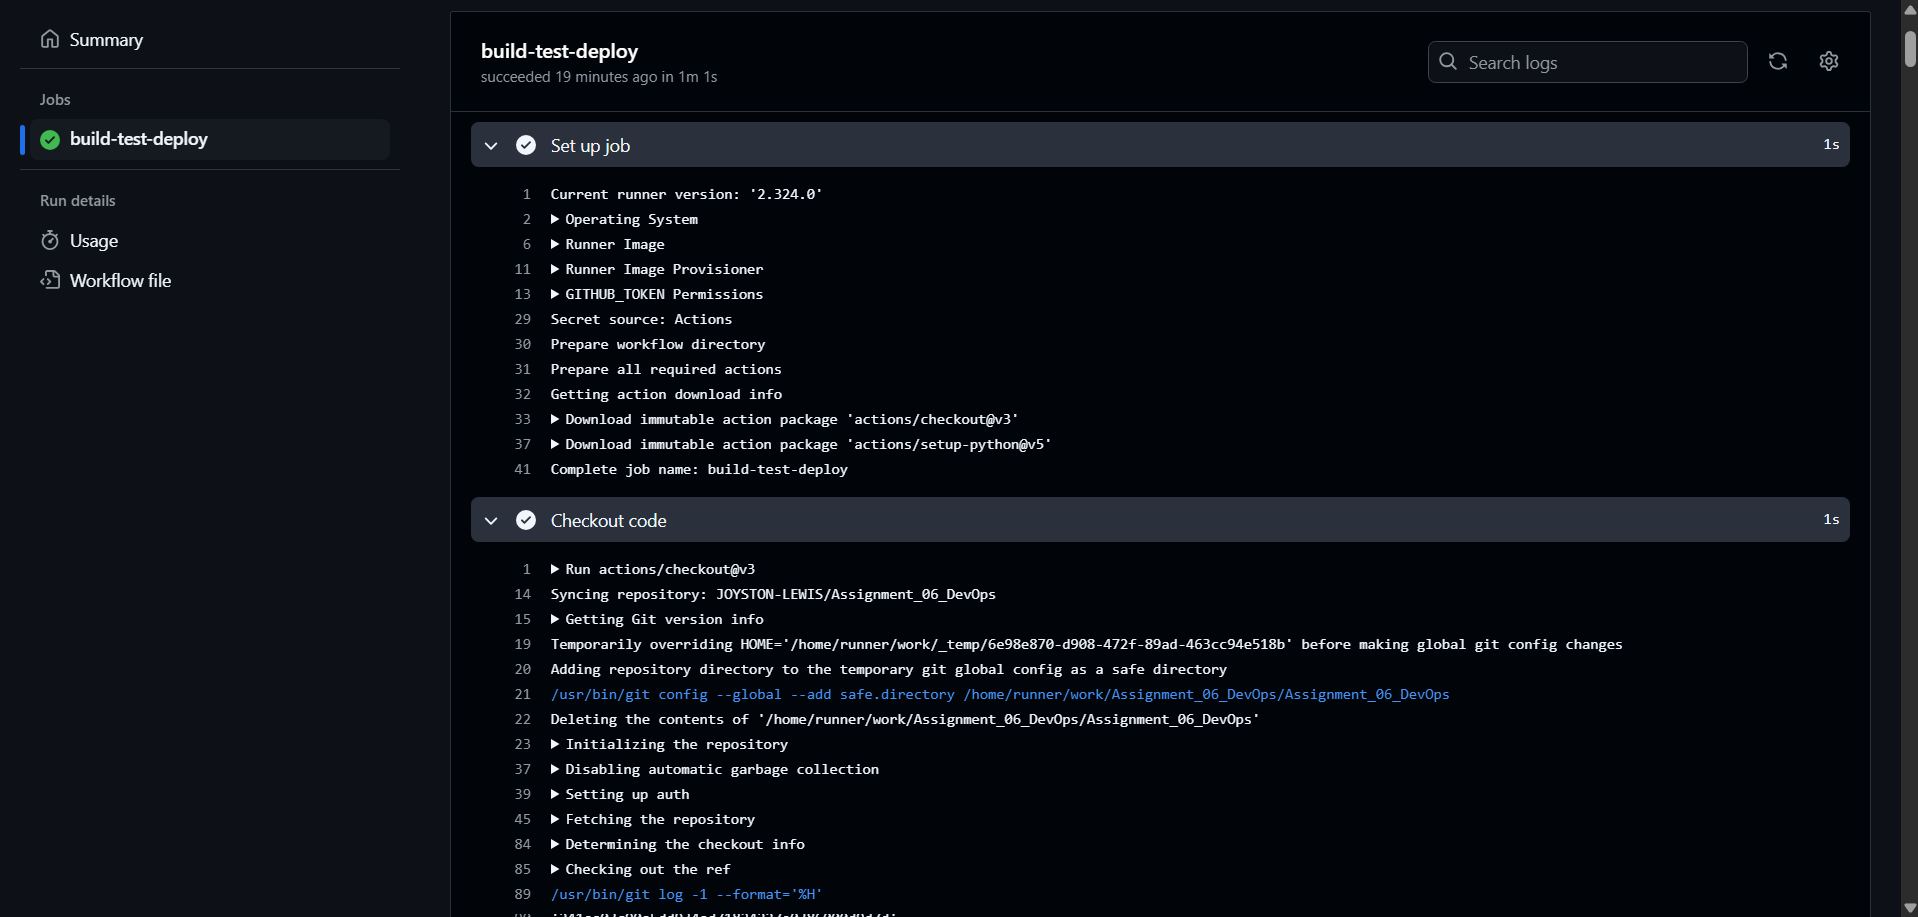 Summary
Jobs
build-test-deploy
Run details
Usage
Workflow file
build-test-deploy
succeeded 19 minutes ago in 1m 1s
Search logs
Set up job 1s
1 Current runner version: '2.324.0'
2 Operating System
6 Runner Image
11 Runner Image Provisioner
13 GITHUB_TOKEN Permissions
29 Secret source: Actions
30 Prepare workflow directory
31 Prepare all required actions
32 Getting action download info
33 Download immutable action package 'actions/checkout@v3'
37 Download immutable action package 'actions/setup-python@v5'
41 Complete job name: build-test-deploy
Checkout code 1s
1 Run actions/checkout@v3
14 Syncing repository: JOYSTON-LEWIS/Assignment_06_DevOps
15 Getting Git version info
19 Temporarily overriding HOME='/home/runner/work/_temp/6e98e870-d908-472f-89ad-463cc94e518b' before making global git config changes
20 Adding repository directory to the temporary git global config as a safe directory
21 /usr/bin/git config --global --add safe.directory /home/runner/work/Assignment_06_DevOps/Assignment_06_DevOps
22 Deleting the contents of '/home/runner/work/Assignment_06_DevOps/Assignment_06_DevOps'
23 Initializing the repository
37 Disabling automatic garbage collection
39 Setting up auth
45 Fetching the repository
84 Determining the checkout info
85 Checking out the ref
89 /usr/bin/git log -1 --format='%H'